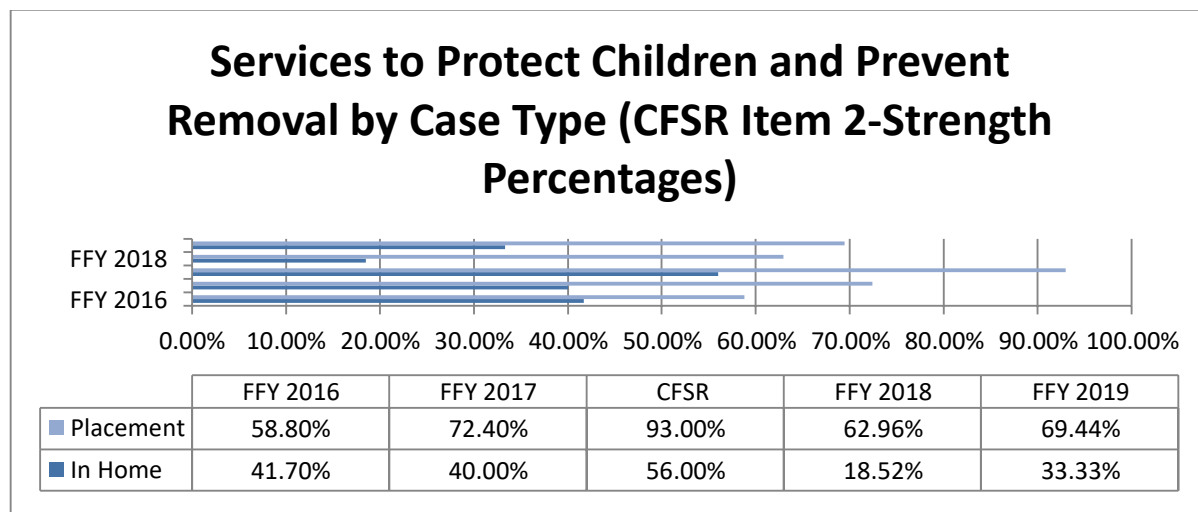 Services to Protect Children and Prevent
Removal by Case Type (CFSR Item 2-Strength
Percentages)
FFY 2018
FFY 2016
0.00% 10.00% 20.00% 30.00% 40.00% 50.00% 60.00% 70.00% 80.00% 90.00% 100.00%
FFY 2016 FFY 2017 CFSR FFY 2018 FFY 2019
Placement 58.80% 72.40% 93.00% 62.96% 69.44%
In Home 41.70% 40.00% 56.00% 18.52% 33.33%